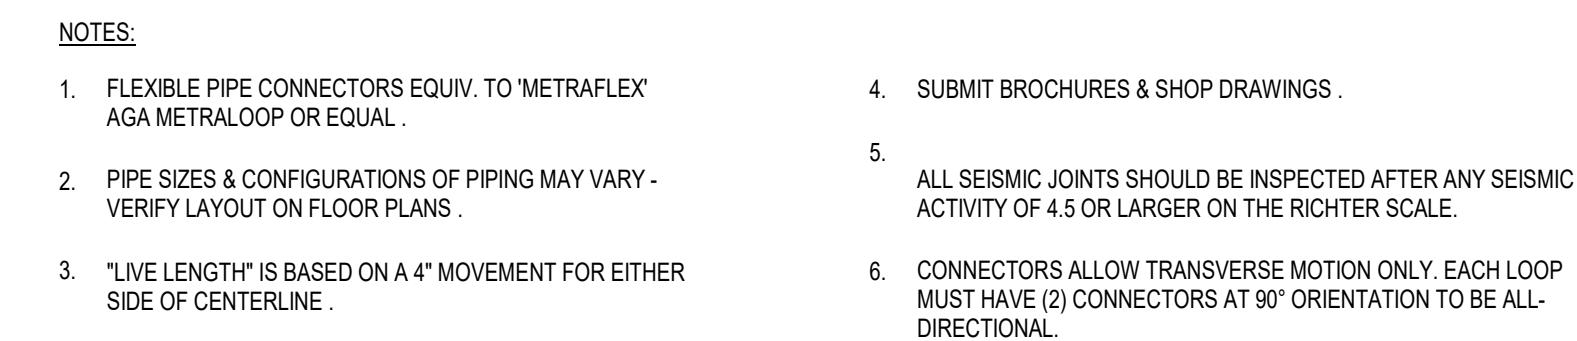 NOTES:
1. FLEXIBLE PIPE CONNECTORS EQUIV. TO 'METRAFLEX'
AGA METRALOOP OR EQUAL .
2. PIPE SIZES & CONFIGURATIONS OF PIPING MAY VARY -
VERIFY LAYOUT ON FLOOR PLANS .
3. "LIVE LENGTH" IS BASED ON A 4" MOVEMENT FOR EITHER
SIDE OF CENTERLINE .
4. SUBMIT BROCHURES & SHOP DRAWINGS .
5.
ALL SEISMIC JOINTS SHOULD BE INSPECTED AFTER ANY SEISMIC
ACTIVITY OF 4.5 OR LARGER ON THE RICHTER SCALE.
6. CONNECTORS ALLOW TRANSVERSE MOTION ONLY. EACH LOOP
MUST HAVE (2) CONNECTORS AT 90° ORIENTATION TO BE ALL-
DIRECTIONAL.